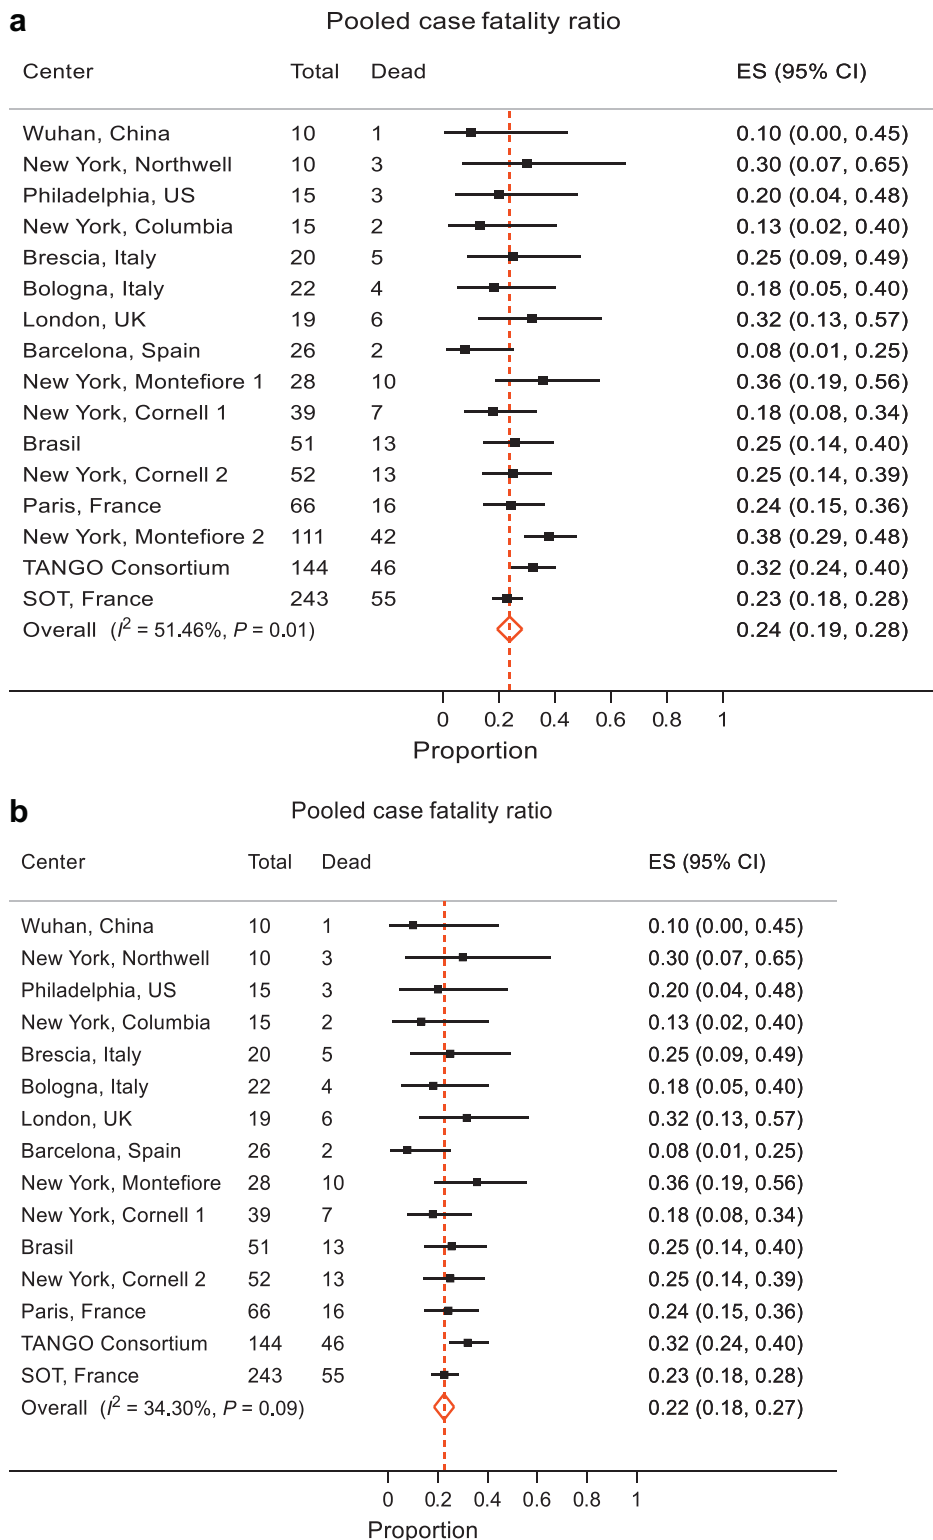 a
Pooled case fatality ratio
Center Total Dead ES (95% CI)
Wuhan, China 10 1 0.10 (0.00, 0.45)
New York, Northwell 10 3 0.30 (0.07, 0.65)
Philadelphia, US 15 3 0.20 (0.04, 0.48)
New York, Columbia 15 2 0.13 (0.02, 0.40)
Brescia, Italy 20 5 0.25 (0.09, 0.49)
Bologna, Italy 22 4 0.18 (0.05, 0.40)
London, UK 19 6 0.32 (0.13, 0.57)
Barcelona, Spain 26 2 0.08 (0.01, 0.25)
New York, Montefiore 1 28 10 0.36 (0.19, 0.56)
New York, Cornell 1 39 7 0.18 (0.08, 0.34)
Brasil 51 13 0.25 (0.14, 0.40)
New York, Cornell 2 52 13 0.25 (0.14, 0.39)
Paris, France 66 16 0.24 (0.15, 0.36)
New York, Montefiore 2 111 42 0.38 (0.29, 0.48)
TANGO Consortium 144 46 0.32 (0.24, 0.40)
SOT, France 243 55 0.23 (0.18, 0.28)
Overall (I² = 51.46%, P = 0.01) 0.24 (0.19, 0.28)
0 0.2 0.4 0.6 0.8 1
Proportion
b
Pooled case fatality ratio
Center Total Dead ES (95% CI)
Wuhan, China 10 1 0.10 (0.00, 0.45)
New York, Northwell 10 3 0.30 (0.07, 0.65)
Philadelphia, US 15 3 0.20 (0.04, 0.48)
New York, Columbia 15 2 0.13 (0.02, 0.40)
Brescia, Italy 20 5 0.25 (0.09, 0.49)
Bologna, Italy 22 4 0.18 (0.05, 0.40)
London, UK 19 6 0.32 (0.13, 0.57)
Barcelona, Spain 26 2 0.08 (0.01, 0.25)
New York, Montefiore 28 10 0.36 (0.19, 0.56)
New York, Cornell 1 39 7 0.18 (0.08, 0.34)
Brasil 51 13 0.25 (0.14, 0.40)
New York, Cornell 2 52 13 0.25 (0.14, 0.39)
Paris, France 66 16 0.24 (0.15, 0.36)
TANGO Consortium 144 46 0.32 (0.24, 0.40)
SOT, France 243 55 0.23 (0.18, 0.28)
Overall (I² = 34.30%, P = 0.09) 0.22 (0.18, 0.27)
0 0.2 0.4 0.6 0.8 1
Proportion